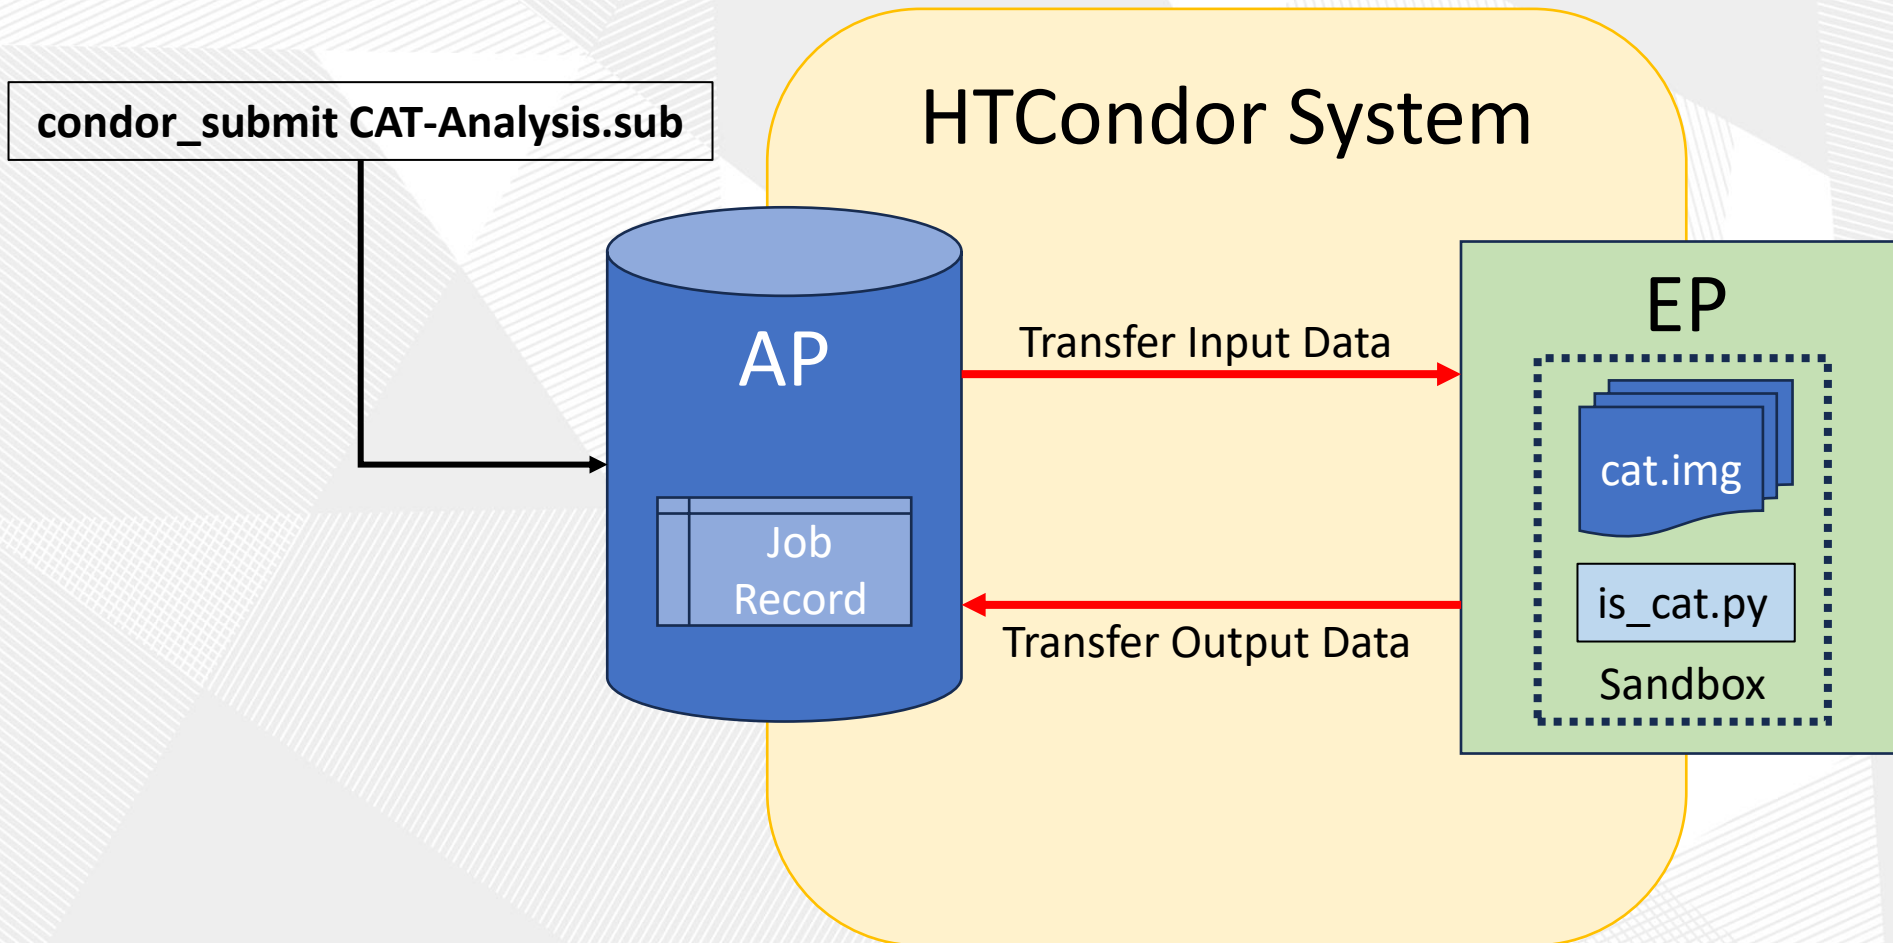 condor_submit CAT-Analysis.sub
HTCondor System
AP
Job
Record
Transfer Input Data
Transfer Output Data
EP
cat.img
is_cat.py
Sandbox